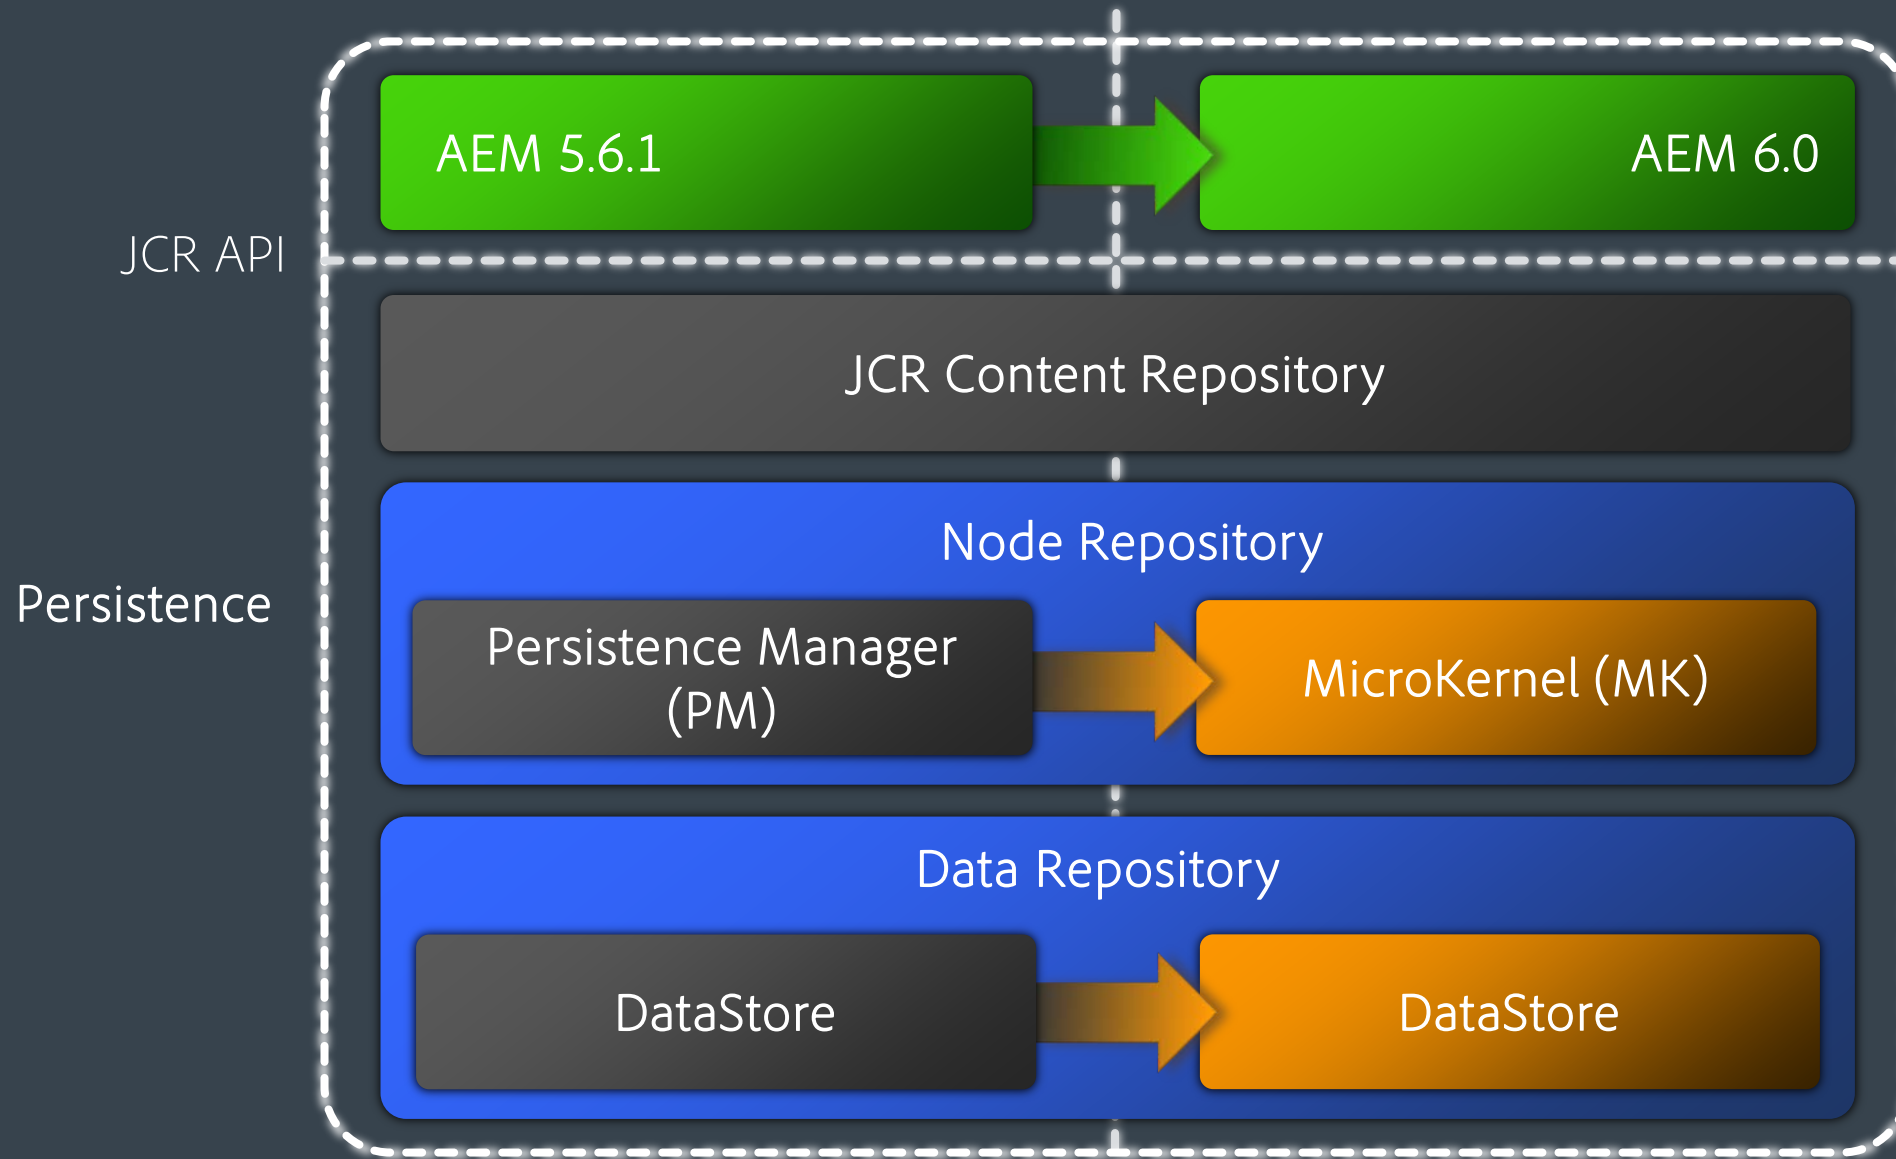 AEM 5.6.1
AEM 6.0
JCR API
JCR Content Repository
Node Repository
Persistence
Persistence Manager
(PM)
MicroKernel (MK)
Data Repository
DataStore
DataStore